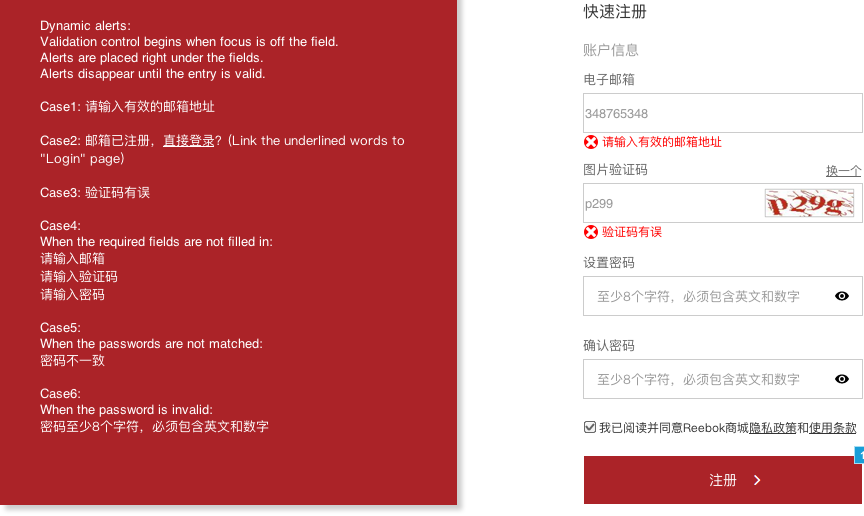 Dynamic alerts:
Validation control begins when focus is off the field.
Alerts are placed right under the fields.
Alerts disappear until the entry is valid.
Case1: 请输入有效的邮箱地址
Case2: 邮箱已注册，直接登录? (Link the underlined words to
"Login" page)
Case3: 验证码有误
Case4:
When the required fields are not filled in:
请输入邮箱
请输入验证码
请输入密码
Case5:
When the passwords are not matched:
密码不一致
Case6:
When the password is invalid:
密码至少8个字符，必须包含英文和数字
快速注册
账户信息
电子邮箱
348765348
请输入有效的邮箱地址
图片验证码 换一个
p299 p29g
验证码有误
设置密码
至少8个字符，必须包含英文和数字
确认密码
至少8个字符，必须包含英文和数字
我已阅读并同意Reebok商城隐私政策和使用条款
注册